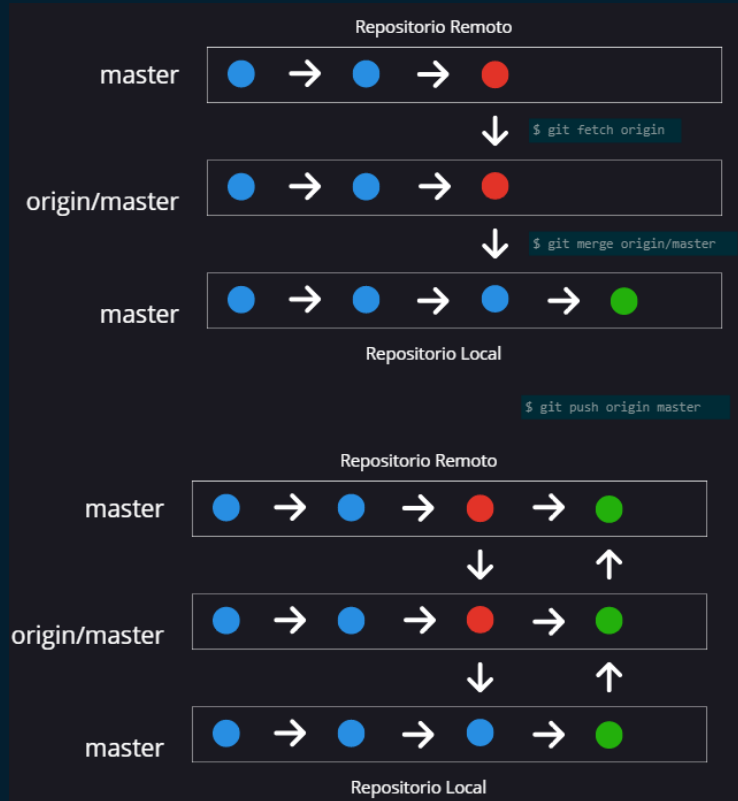 Repositorio Remoto
master
$ git fetch origin
origin/master
$ git merge origin/master
master
Repositorio Local
$ git push origin master
Repositorio Remoto
master
origin/master
master
Repositorio Local